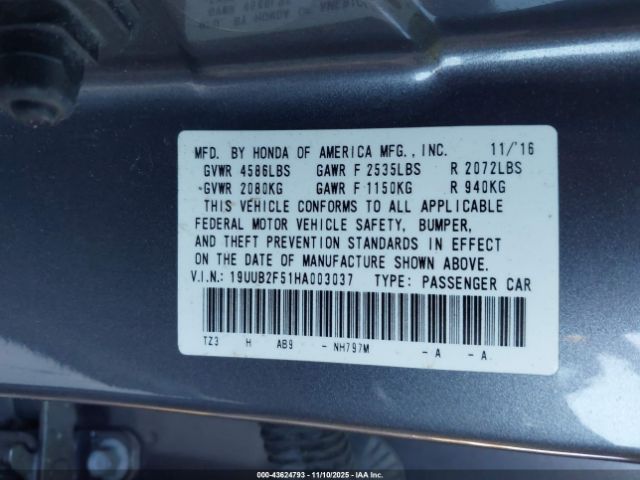 MFD. BY HONDA OF AMERICA MFG., INC. 11/'16
GVWR 4586LBS GAWR F 2535LBS R 2072LBS
GVWR 2080KG GAWR F 1150KG R 940KG
THIS VEHICLE CONFORMS TO ALL APPLICABLE
FEDERAL MOTOR VEHICLE SAFETY, BUMPER,
AND THEFT PREVENTION STANDARDS IN EFFECT
ON THE DATE OF MANUFACTURE SHOWN ABOVE.
V.I.N.: 19UUB2F51HA003037 TYPE: PASSENGER CAR
TZ3 H AB9 - NH797M - A - A
000-43624793 - 11/10/2025 - IAAI.COM